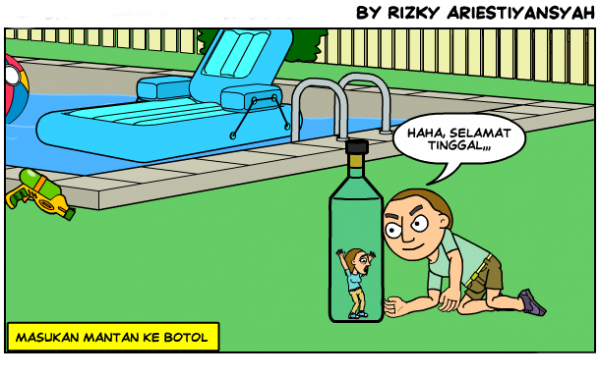 BY RIZKY ARIESTIYANSYAH
HAHA, SELAMAT
TINGGAL,,,
MASUKAN MANTAN KE BOTOL